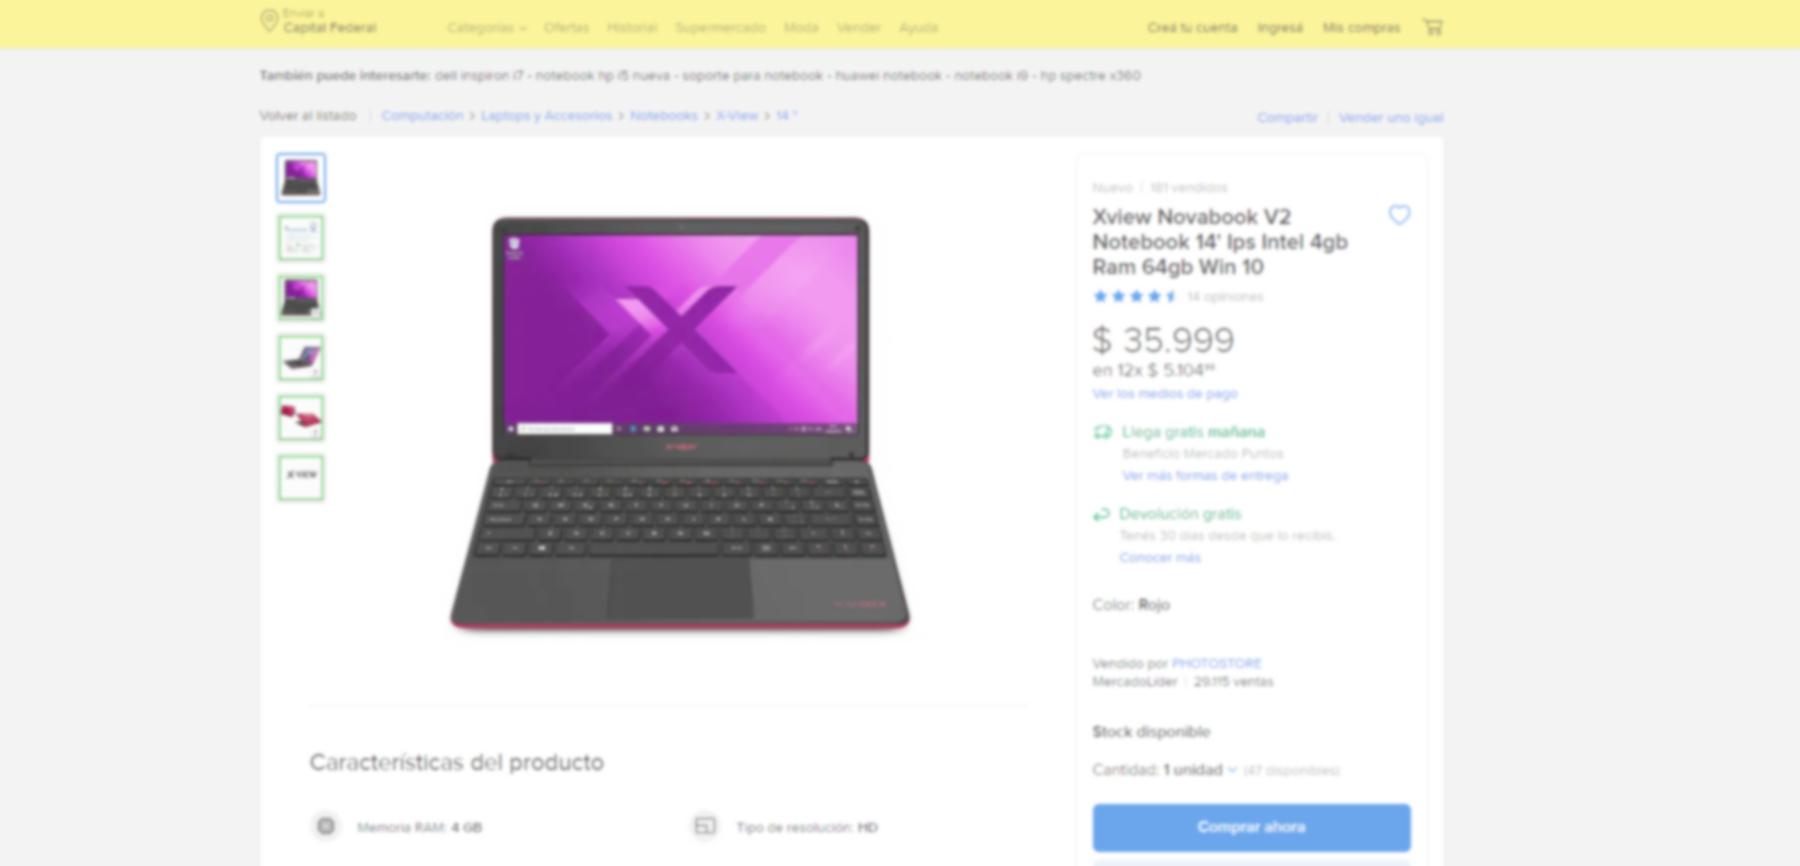 Enviar a
Capital Federal
Categorías Ofertas Historial Supermercado Moda Vender Ayuda
Creá tu cuenta Ingresá Mis compras
También puede interesarte: dell inspiron i7 - notebook hp i5 nueva - soporte para notebook - huawei notebook - notebook i9 - hp spectre x360
Volver al listado | Computación > Laptops y Accesorios > Notebooks > X-View > 14 "
Compartir | Vender uno igual
Nuevo | 181 vendidos
Xview Novabook V2
Notebook 14' Ips Intel 4gb
Ram 64gb Win 10
14 opiniones
$ 35.999
en 12x $ 5.104
Ver los medios de pago
Llega gratis mañana
Beneficio Mercado Puntos
Ver más formas de entrega
Devolución gratis
Tenés 30 días desde que lo recibís.
Conocer más
Color: Rojo
Vendido por PHOTOSTORE
MercadoLíder | 29.115 ventas
Stock disponible
Cantidad: 1 unidad (47 disponibles)
Comprar ahora
X-VIEW
Características del producto
Memoria RAM: 4 GB
Tipo de resolución: HD